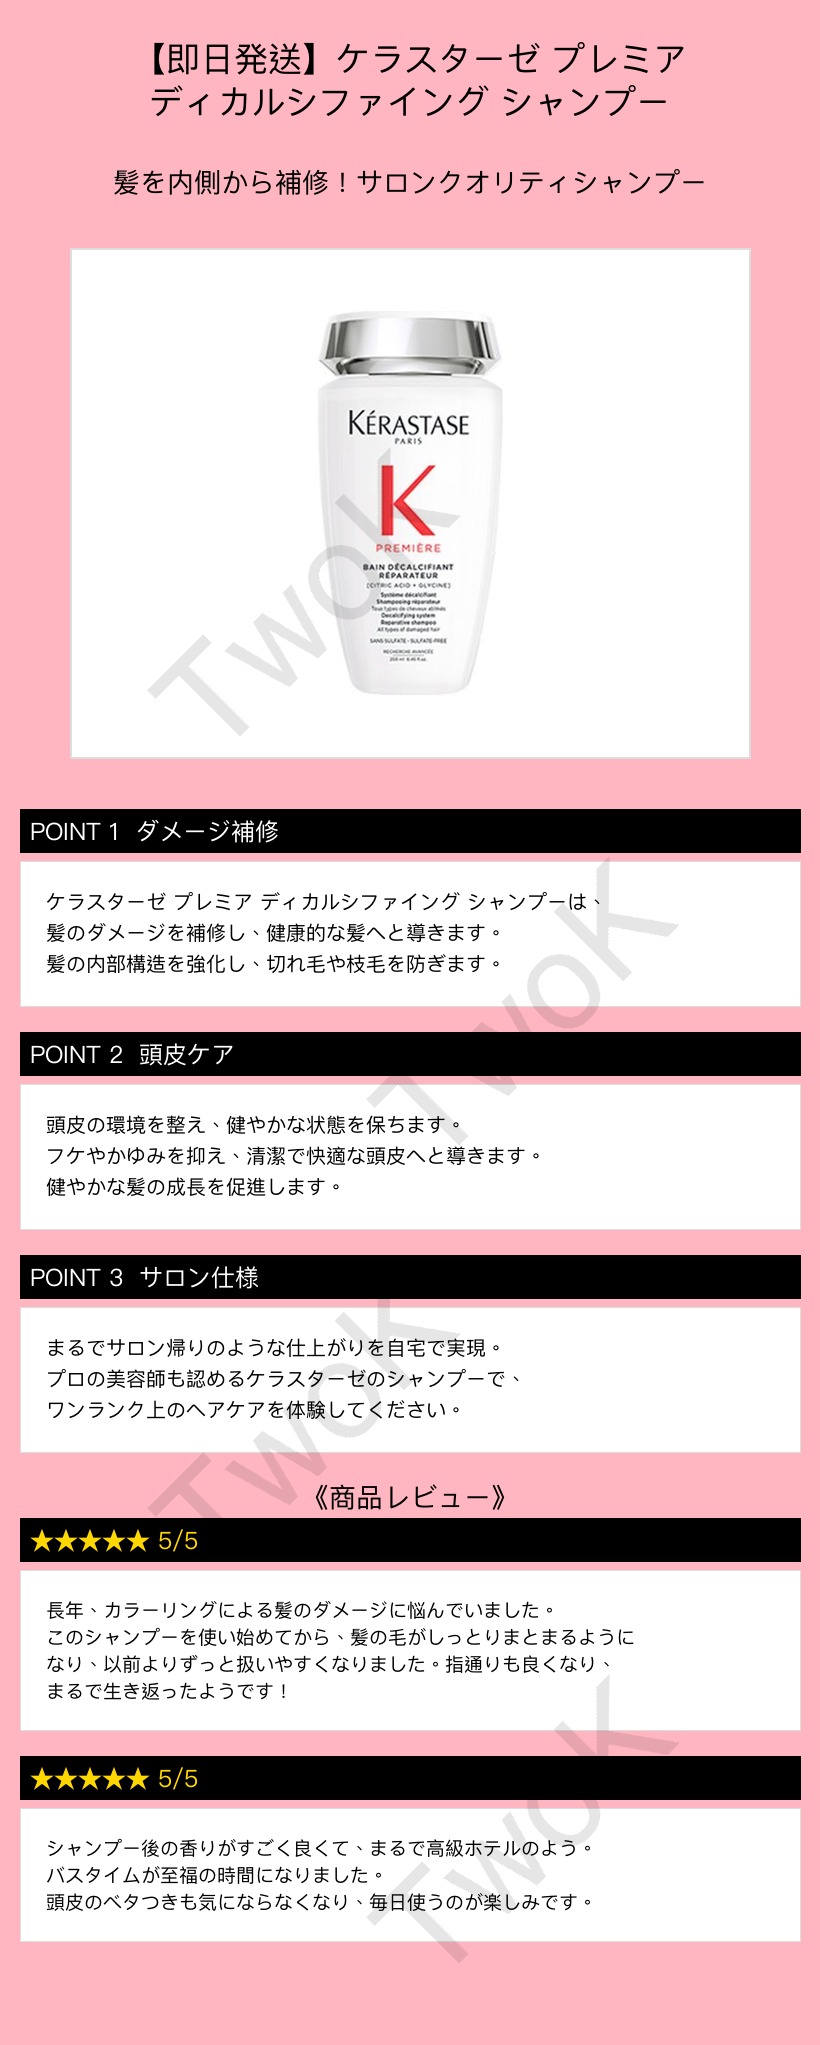 【即日発送】ケラスターゼ プレミア
ディカルシファイング シャンプー
髪を内側から補修！サロンクオリティシャンプー
KÉRASTASE
PARIS
K
PREMIÈRE
BAIN DÉCALCIFIANT
RÉPARATEUR
[CITRIC ACID + GLYCINE]
Système décalcifiant
Shampooing réparateur
Tous types de cheveux abîmés
Decalcifying system
Reparative shampoo
All types of damaged hair
SANS SULFATE - SULFATE-FREE
RECHERCHE AVANCÉE
250 ml 8.45 fl.oz.
TwoK
POINT 1 ダメージ補修
ケラスターゼ プレミア ディカルシファイング シャンプーは、
髪のダメージを補修し、健康的な髪へと導きます。
髪の内部構造を強化し、切れ毛や枝毛を防ぎます。
TwoK
POINT 2 頭皮ケア
頭皮の環境を整え、健やかな状態を保ちます。
フケやかゆみを抑え、清潔で快適な頭皮へと導きます。
健やかな髪の成長を促進します。
POINT 3 サロン仕様
まるでサロン帰りのような仕上がりを自宅で実現。
プロの美容師も認めるケラスターゼのシャンプーで、
ワンランク上のヘアケアを体験してください。
TwoK
《商品レビュー》
★★★★★ 5/5
長年、カラーリングによる髪のダメージに悩んでいました。
このシャンプーを使い始めてから、髪の毛がしっとりまとまるように
なり、以前よりずっと扱いやすくなりました。指通りも良くなり、
まるで生き返ったようです！
★★★★★ 5/5
シャンプー後の香りがすごく良くて、まるで高級ホテルのよう。
バスタイムが至福の時間になりました。
頭皮のベタつきも気にならなくなり、毎日使うのが楽しみです。
TwoK